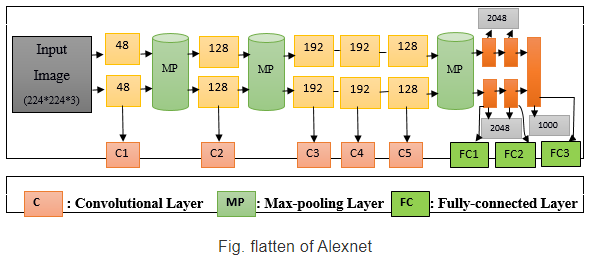 2048
Input
Image
(224*224*3)
48
MP
128
MP
192
192
128
MP
48
128
192
192
128
2048
1000
C1
C2
C3
C4
C5
FC1
FC2
FC3
C : Convolutional Layer MP : Max-pooling Layer FC : Fully-connected Layer
Fig. flatten of Alexnet